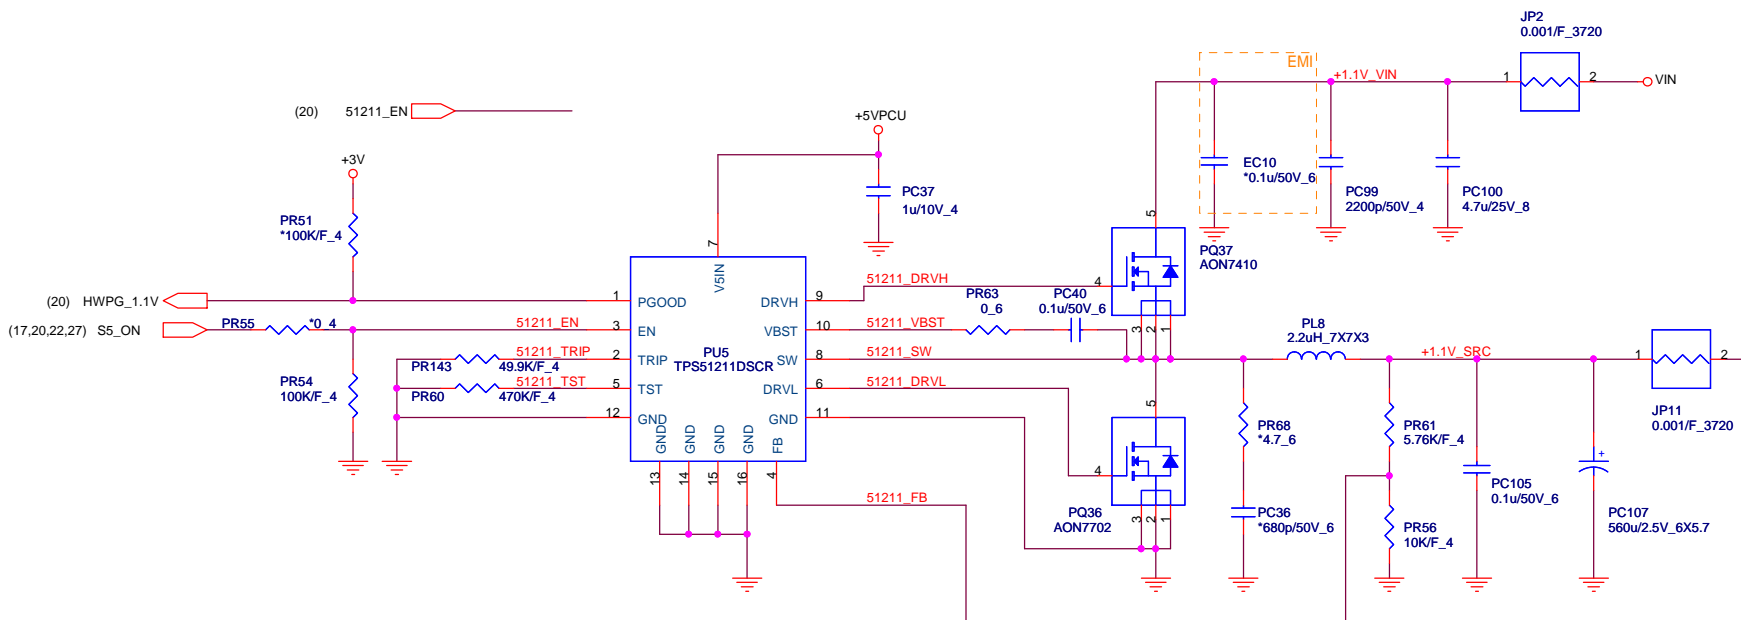 JP2
0.001/F_3720
EMI
+1.1V_VIN
1
2
VIN
(20)
51211_EN
+5VPCU
+3V
EC10
*0.1u/50V_6
PC99
2200p/50V_4
PC100
4.7u/25V_8
PC37
1u/10V_4
PR51
*100K/F_4
7
5
V5IN
PQ37
AON7410
4
(20)
HWPG_1.1V
1
PGOOD
DRVH
9
51211_DRVH
PR63
0_6
PC40
0.1u/50V_6
(17,20,22,27)
S5_ON
PR55
*0_4
51211_EN
3
EN
VBST
10
51211_VBST
3
2
1
PL8
2.2uH_7X7X3
51211_TRIP
2
TRIP
PU5
TPS51211DSCR
SW
8
51211_SW
+1.1V_SRC
1
2
PR143
49.9K/F_4
51211_TST
5
TST
DRVL
6
51211_DRVL
PR54
100K/F_4
PR60
470K/F_4
5
12
GND
GND
11
JP11
0.001/F_3720
GND
GND
GND
GND
FB
PR68
*4.7_6
PR61
5.76K/F_4
13
14
15
16
4
4
51211_FB
PQ36
AON7702
3
2
1
PC36
*680p/50V_6
PR56
10K/F_4
PC105
0.1u/50V_6
+
PC107
560u/2.5V_6X5.7